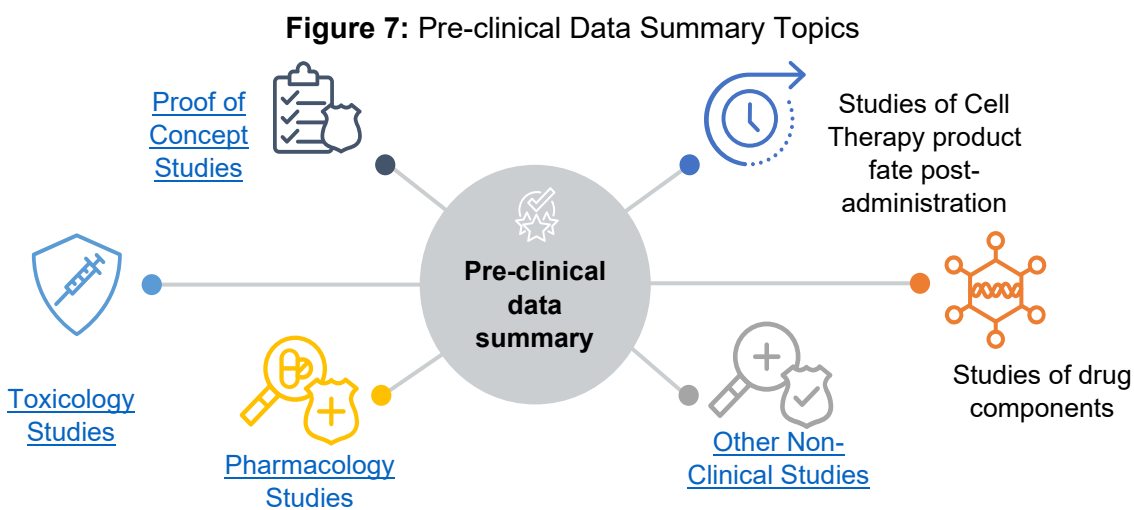 Figure 7: Pre-clinical Data Summary Topics
Proof of
Concept
Studies
Studies of Cell
Therapy product
fate post-
administration
Pre-clinical
data
summary
Toxicology
Studies
Pharmacology
Studies
Other Non-
Clinical Studies
Studies of drug
components